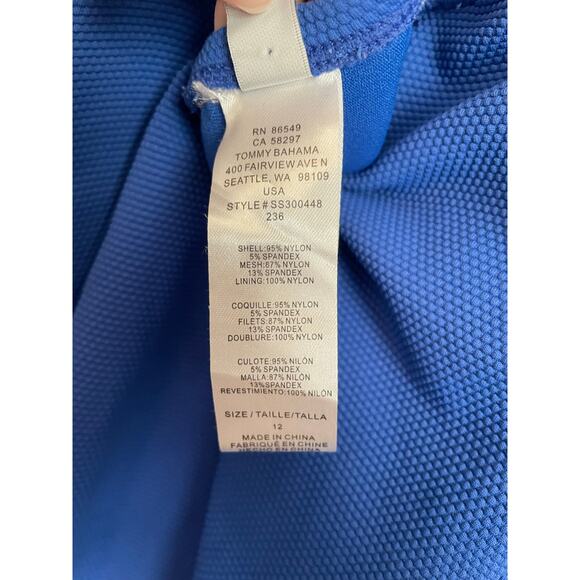 RN 86549
CA 58297
TOMMY BAHAMA
400 FAIRVIEW AVE N
SEATTLE, WA 98109
USA
STYLE # SS300448
236
SHELL:95% NYLON
5% SPANDEX
MESH:87% NYLON
13% SPANDEX
LINING:100% NYLON
COQUILLE:95% NYLON
5% SPANDEX
FILETS:87% NYLON
13% SPANDEX
DOUBLURE:100% NYLON
CULOTE:95% NILÓN
5% SPANDEX
MALLA:87% NILÓN
13%SPANDEX
REVESTIMIENTO:100% NILÓN
SIZE / TAILLE/TALLA
12
MADE IN CHINA
FABRIQUÉ EN CHINE
HECHO EN CHINA